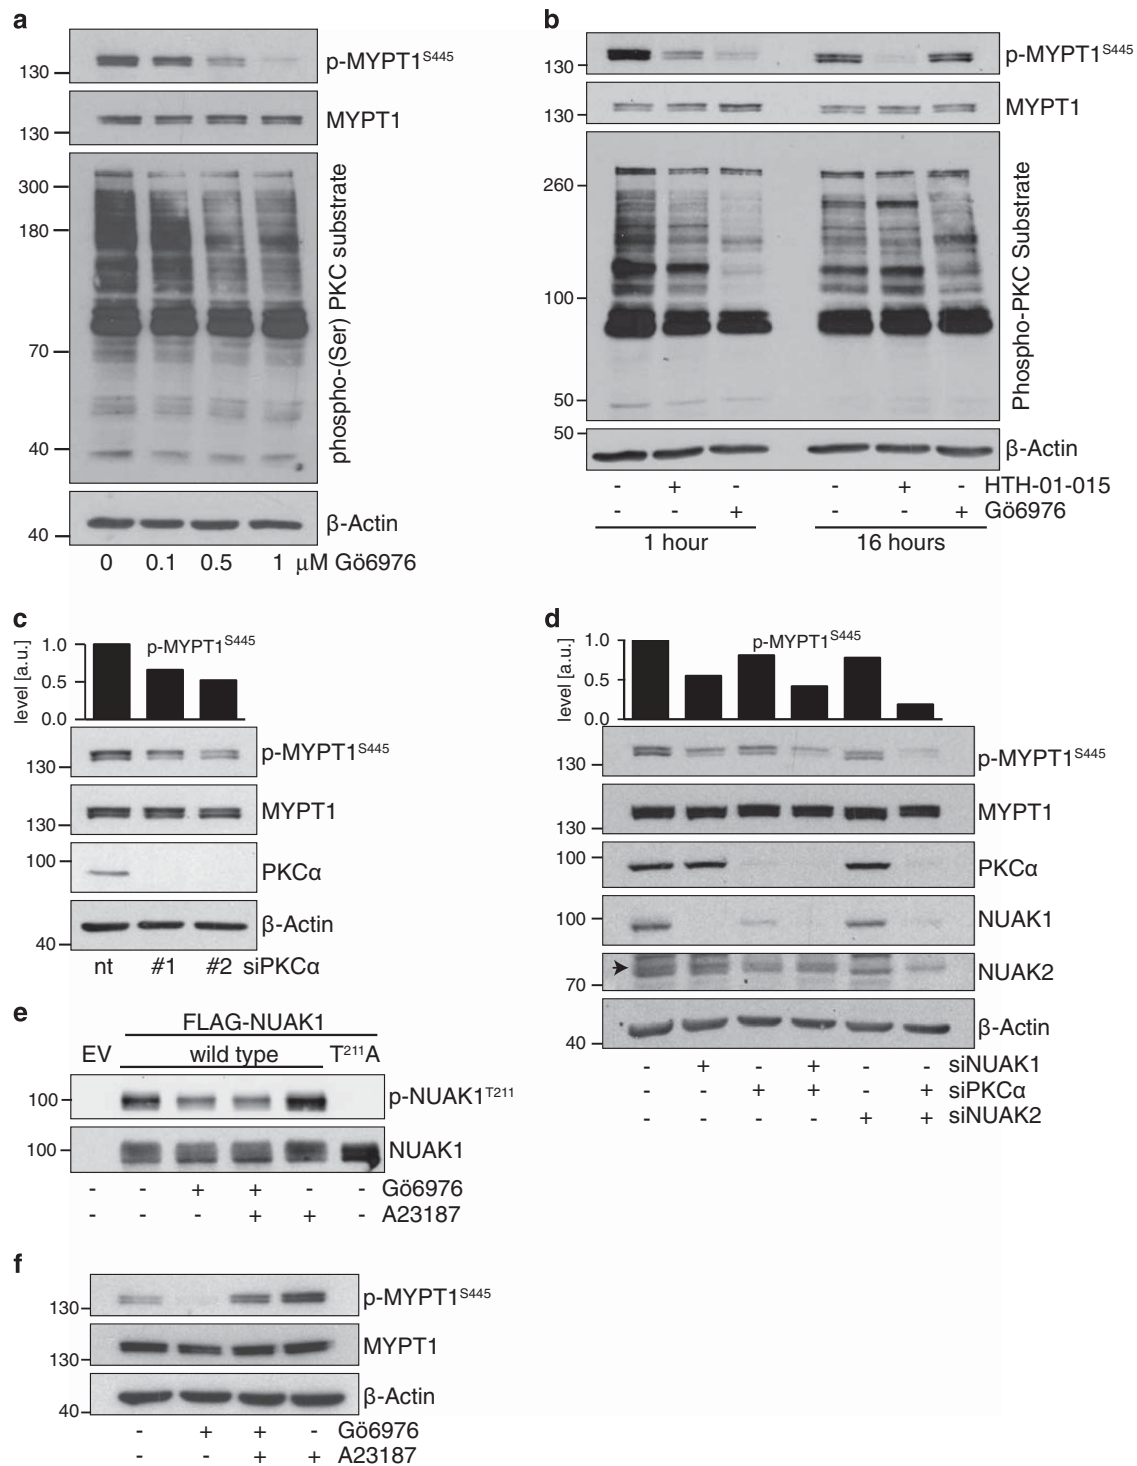 a
130
p-MYPT1S445
130
MYPT1
300
180
70
40
phospho-(Ser) PKC substrate
40
β-Actin
0 0.1 0.5 1 μM Gö6976
b
130
p-MYPT1S445
130
MYPT1
260
100
50
Phospho-PKC Substrate
50
β-Actin
- + - - + - HTH-01-015
- - + - - + Gö6976
1 hour 16 hours
c
level [a.u.]
1.0
0.5
0.0
p-MYPT1S445
130
p-MYPT1S445
130
MYPT1
100
PKCα
40
β-Actin
nt #1 #2 siPKCα
d
level [a.u.]
1.0
0.5
0.0
p-MYPT1S445
130
p-MYPT1S445
130
MYPT1
100
PKCα
100
NUAK1
70
NUAK2
40
β-Actin
- + - + - - siNUAK1
- - + + - + siPKCα
- - - - + + siNUAK2
e
FLAG-NUAK1
EV wild type T211A
100
p-NUAK1T211
100
NUAK1
- - + + - - Gö6976
- - - + + - A23187
f
130
p-MYPT1S445
130
MYPT1
40
β-Actin
- + + - Gö6976
- - + + A23187